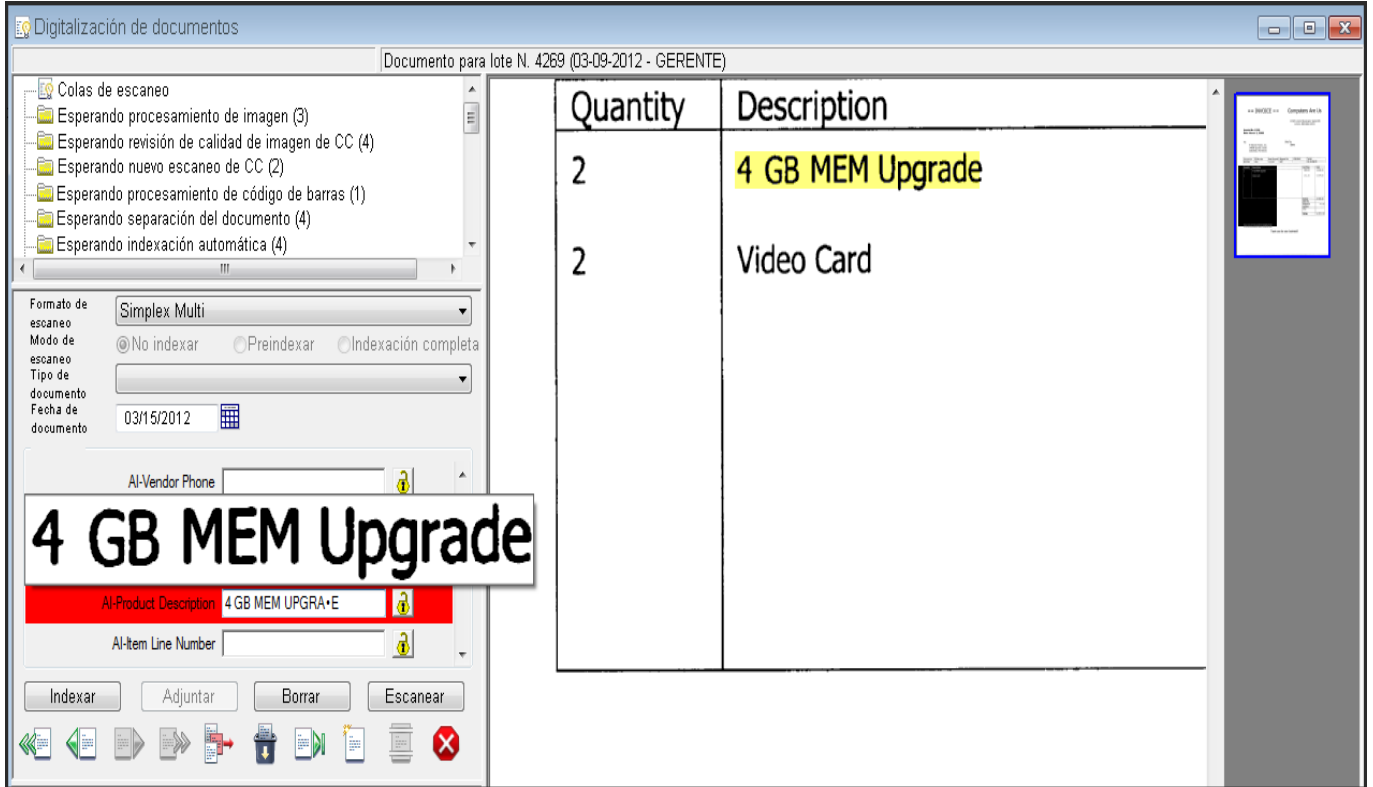 Digitalización de documentos
Documento para lote N. 4269 (03-09-2012 - GERENTE)
Colas de escaneo
Esperando procesamiento de imagen (3)
Esperando revisión de calidad de imagen de CC (4)
Esperando nuevo escaneo de CC (2)
Esperando procesamiento de código de barras (1)
Esperando separación del documento (4)
Esperando indexación automática (4)
Formato de escaneo
Simplex Multi
Modo de escaneo
No indexar Preindexar Indexación completa
Tipo de documento
Fecha de documento
03/15/2012
AI-Vendor Phone
4 GB MEM Upgrade
AI-Product Description 4 GB MEM UPGRA•E
AI-Item Line Number
Indexar Adjuntar Borrar Escanear
Quantity Description
2 4 GB MEM Upgrade
2 Video Card